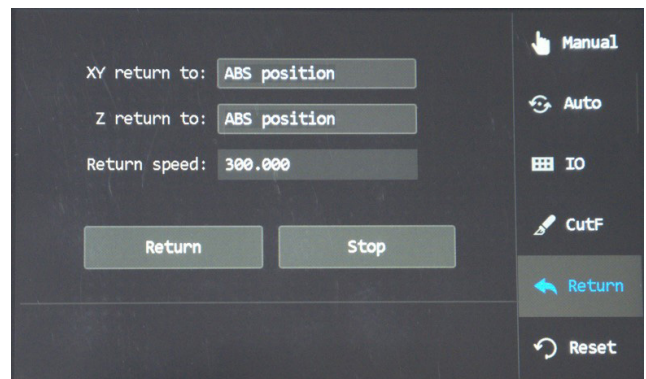 XY return to: ABS position
Z return to: ABS position
Return speed: 300.000
Return Stop
Manual
Auto
IO
CutF
Return
Reset